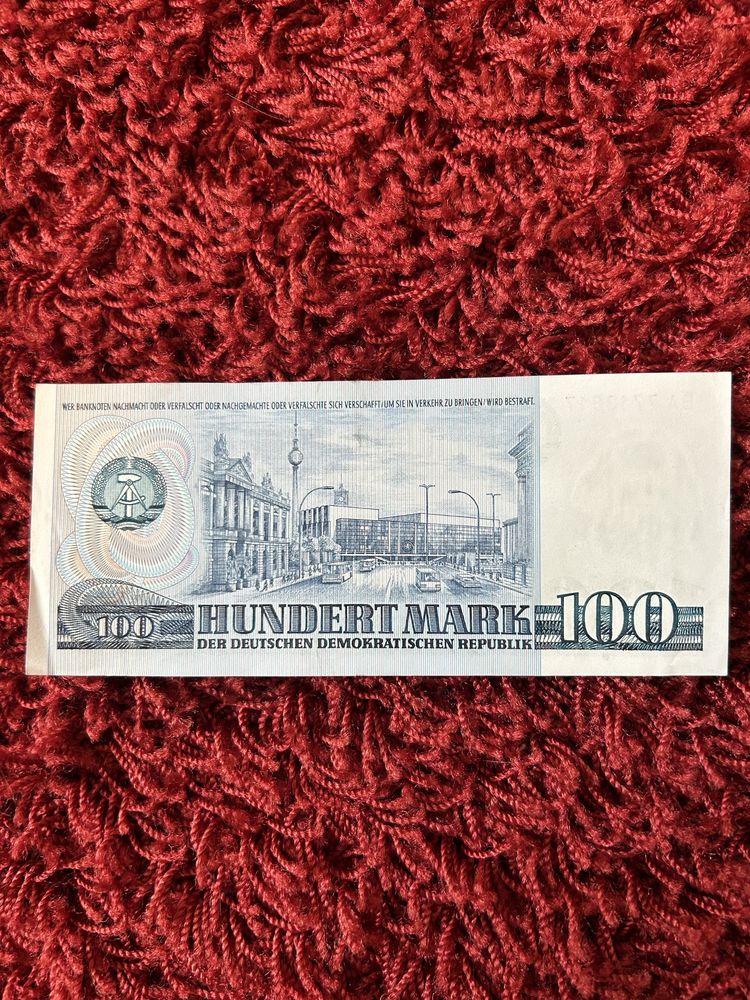 WER BANKNOTEN NACHMACHT ODER VERFÄLSCHT ODER NACHGEMACHTE ODER VERFÄLSCHTE SICH VERSCHAFFT/UM SIE IN VERKEHR ZU BRINGEN/WIRD BESTRAFT.
100 HUNDERT MARK 100
DER DEUTSCHEN DEMOKRATISCHEN REPUBLIK